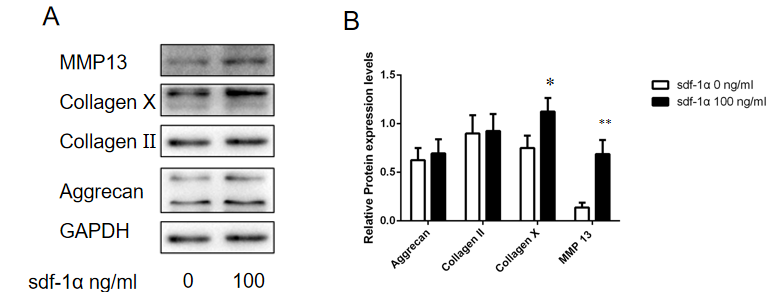 A
MMP13
Collagen X
Collagen II
Aggrecan
GAPDH
sdf-1α ng/ml 0 100
B
Relative Protein expression levels
1.5
1.0
0.5
0.0
*
**
Aggrecan
Collagen II
Collagen X
MMP 13
sdf-1α 0 ng/ml
sdf-1α 100 ng/ml